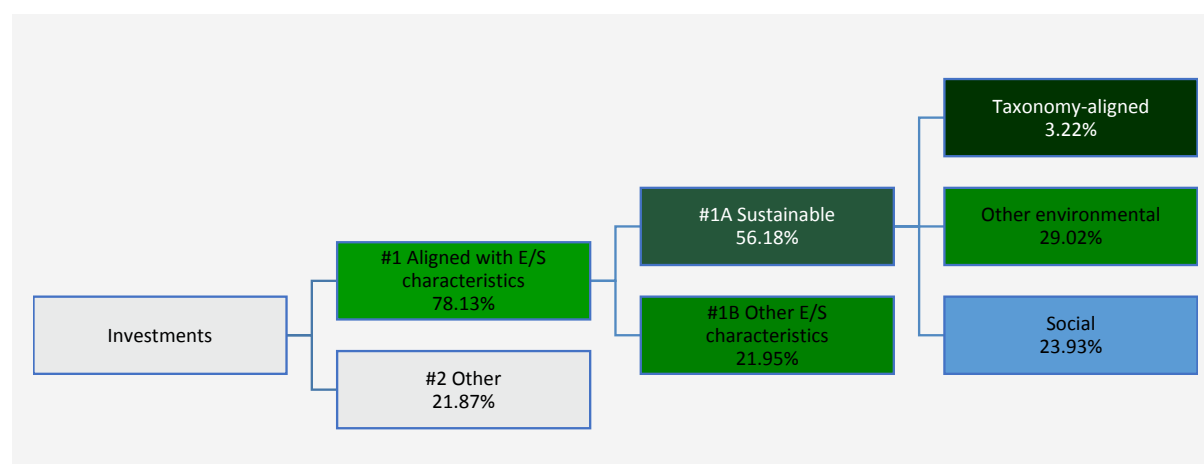 Investments
#1 Aligned with E/S
characteristics
78.13%
#2 Other
21.87%
#1A Sustainable
56.18%
#1B Other E/S
characteristics
21.95%
Taxonomy-aligned
3.22%
Other environmental
29.02%
Social
23.93%